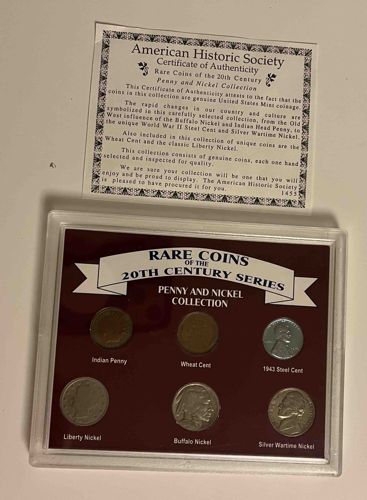 American Historic Society
Certificate of Authenticity
Rare Coins of the 20th Century
Penny and Nickel Collection
This Certificate of Authenticity attests to the fact that the
coins in this collection are genuine United States Mint coinage.
The rapid changes in our country and culture are
symbolized in this carefully selected collection, from the Old
West influence of the Buffalo Nickel and Indian Head Penny, to
the unique World War II Steel Cent and Silver Wartime Nickel.
Also included in this collection of unique coins are the
Wheat Cent and the classic Liberty Nickel.
This collection consists of genuine coins, each one hand
selected and inspected for quality.
We are sure your collection will be one that you will
enjoy and be proud to display. The American Historic Society
is pleased to have procured it for you.
1455
RARE COINS
OF THE
20TH CENTURY SERIES
PENNY AND NICKEL
COLLECTION
Indian Penny
Wheat Cent
1943 Steel Cent
Liberty Nickel
Buffalo Nickel
Silver Wartime Nickel